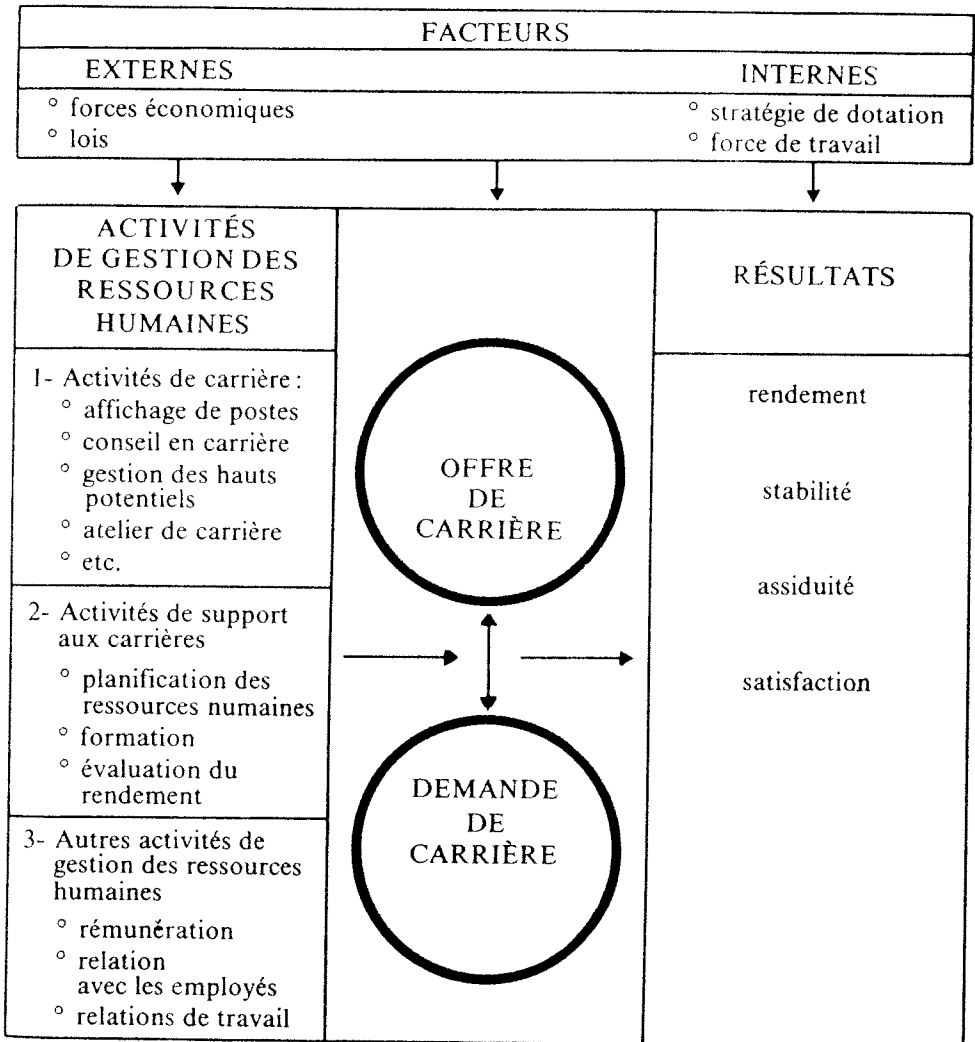 FACTEURS
EXTERNES
INTERNES
° forces économiques
° lois
° stratégie de dotation
° force de travail
ACTIVITÉS
DE GESTION DES
RESSOURCES
HUMAINES
1- Activités de carrière :
° affichage de postes
° conseil en carrière
° gestion des hauts
potentiels
° atelier de carrière
° etc.
2- Activités de support
aux carrières
° planification des
ressources numaines
° formation
° évaluation du
rendement
3- Autres activités de
gestion des ressources
humaines
° rémunération
° relation
avec les employés
° relations de travail
OFFRE
DE
CARRIÈRE
DEMANDE
DE
CARRIÈRE
RÉSULTATS
rendement
stabilité
assiduité
satisfaction